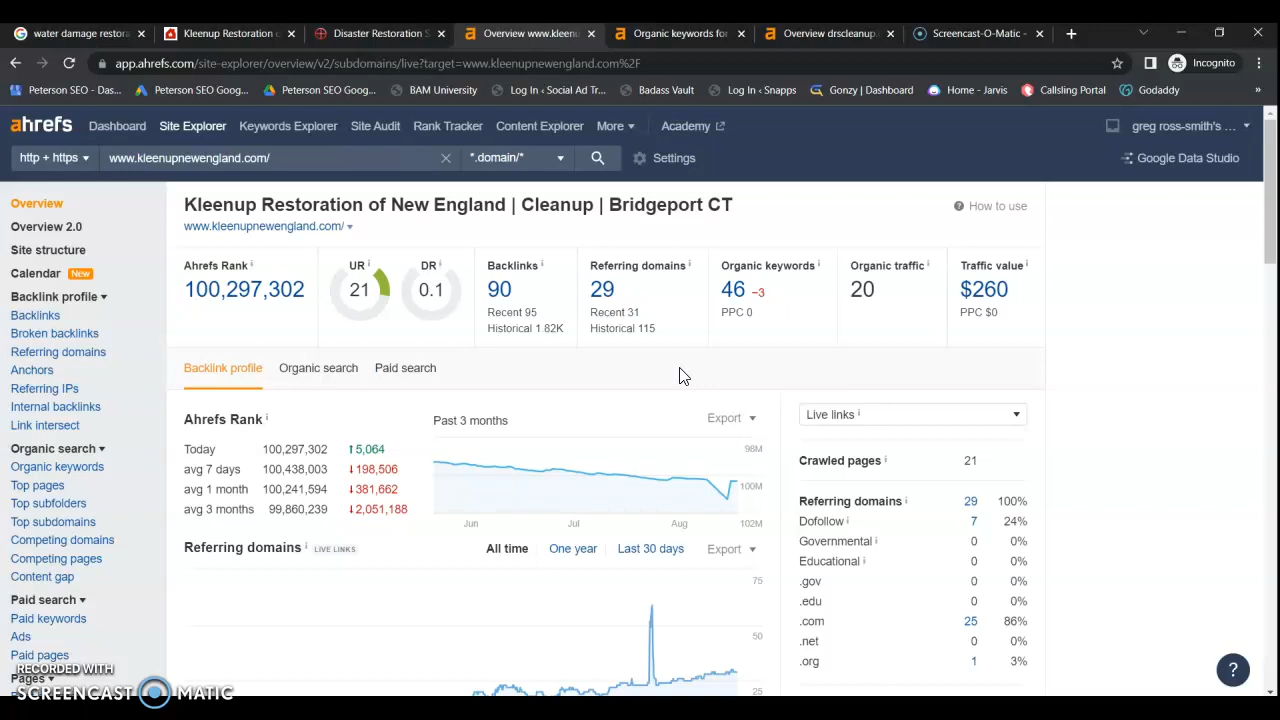 water damage restora
Kleenup Restoration o
Disaster Restoration S
Overview www.kleenu
Organic keywords for
Overview drscleanup.
Screencast-O-Matic -
app.ahrefs.com/site-explorer/overview/v2/subdomains/live?target=www.kleenupnewengland.com%2F
Incognito
Peterson SEO - Das...
Peterson SEO Goog...
Peterson SEO Goog...
BAM University
Log In ‹ Social Ad Tr...
Badass Vault
Log In ‹ Snapps
Gonzy | Dashboard
Home - Jarvis
Callsling Portal
Godaddy
»
ahrefs
Dashboard
Site Explorer
Keywords Explorer
Site Audit
Rank Tracker
Content Explorer
More
Academy
greg ross-smith's ...
http + https
www.kleenupnewengland.com/
*.domain/*
Settings
Google Data Studio
Overview
Overview 2.0
Site structure
Calendar New
Backlink profile
Backlinks
Broken backlinks
Referring domains
Anchors
Referring IPs
Internal backlinks
Link intersect
Organic search
Organic keywords
Top pages
Top subfolders
Top subdomains
Competing domains
Competing pages
Content gap
Paid search
Paid keywords
Ads
Paid pages
Pages
Kleenup Restoration of New England | Cleanup | Bridgeport CT
www.kleenupnewengland.com/
How to use
Ahrefs Rank
100,297,302
UR
21
DR
0.1
Backlinks
90
Recent 95
Historical 1.82K
Referring domains
29
Recent 31
Historical 115
Organic keywords
46 −3
PPC 0
Organic traffic
20
Traffic value
$260
PPC $0
Backlink profile
Organic search
Paid search
Ahrefs Rank
Today 100,297,302 ↑5,064
avg 7 days 100,438,003 ↓198,506
avg 1 month 100,241,594 ↓381,662
avg 3 months 99,860,239 ↓2,051,188
Past 3 months
Export
98M
100M
102M
Jun
Jul
Aug
Referring domains LIVE LINKS
All time
One year
Last 30 days
Export
75
50
25
Live links
Crawled pages 21
Referring domains 29 100%
Dofollow 7 24%
Governmental 0 0%
Educational 0 0%
.gov 0 0%
.edu 0 0%
.com 25 86%
.net 0 0%
.org 1 3%
?
RECORDED WITH
SCREENCAST MATIC